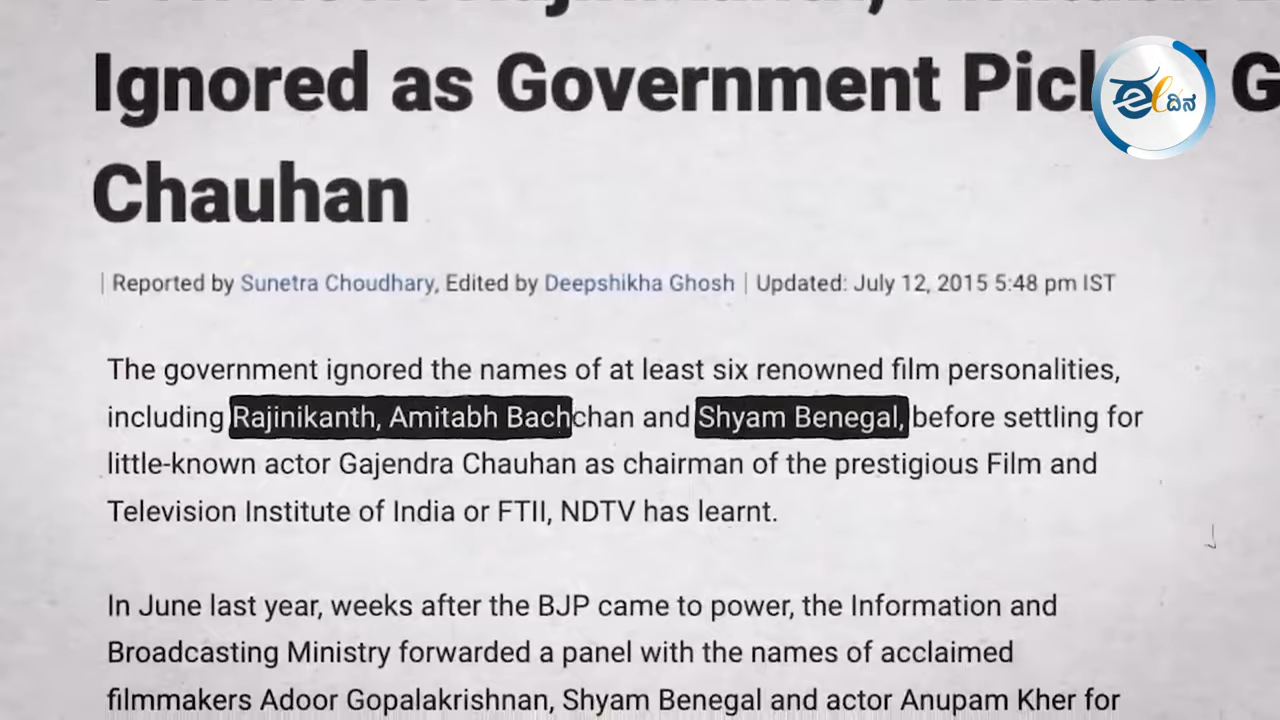 Ignored as Government Pic
Chauhan
Reported by Sunetra Choudhary, Edited by Deepshikha Ghosh | Updated: July 12, 2015 5:48 pm IST
The government ignored the names of at least six renowned film personalities,
including Rajinikanth, Amitabh Bachchan and Shyam Benegal, before settling for
little-known actor Gajendra Chauhan as chairman of the prestigious Film and
Television Institute of India or FTII, NDTV has learnt.
In June last year, weeks after the BJP came to power, the Information and
Broadcasting Ministry forwarded a panel with the names of acclaimed
filmmakers Adoor Gopalakrishnan, Shyam Benegal and actor Anupam Kher for
eದಿನ